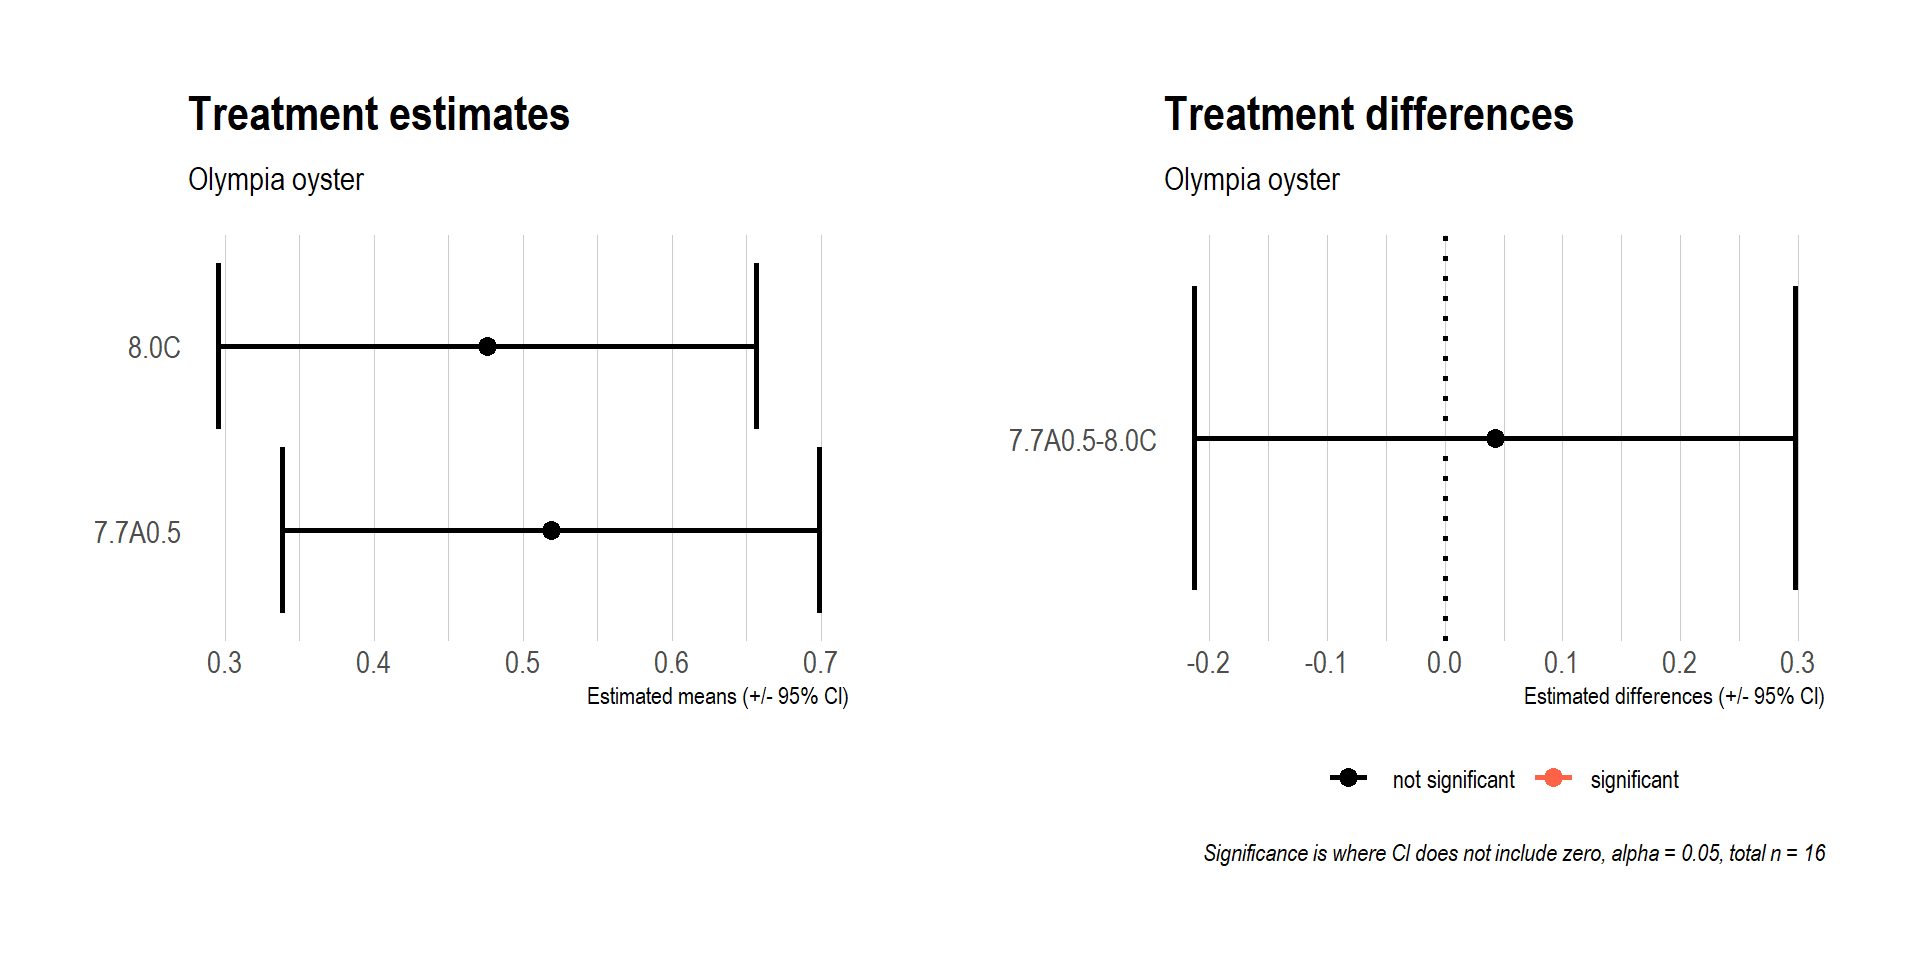 Treatment estimates
Olympia oyster
8.0C
7.7A0.5
0.3 0.4 0.5 0.6 0.7
Estimated means (+/- 95% CI)
Treatment differences
Olympia oyster
7.7A0.5-8.0C
-0.2 -0.1 0.0 0.1 0.2 0.3
Estimated differences (+/- 95% CI)
not significant significant
Significance is where CI does not include zero, alpha = 0.05, total n = 16